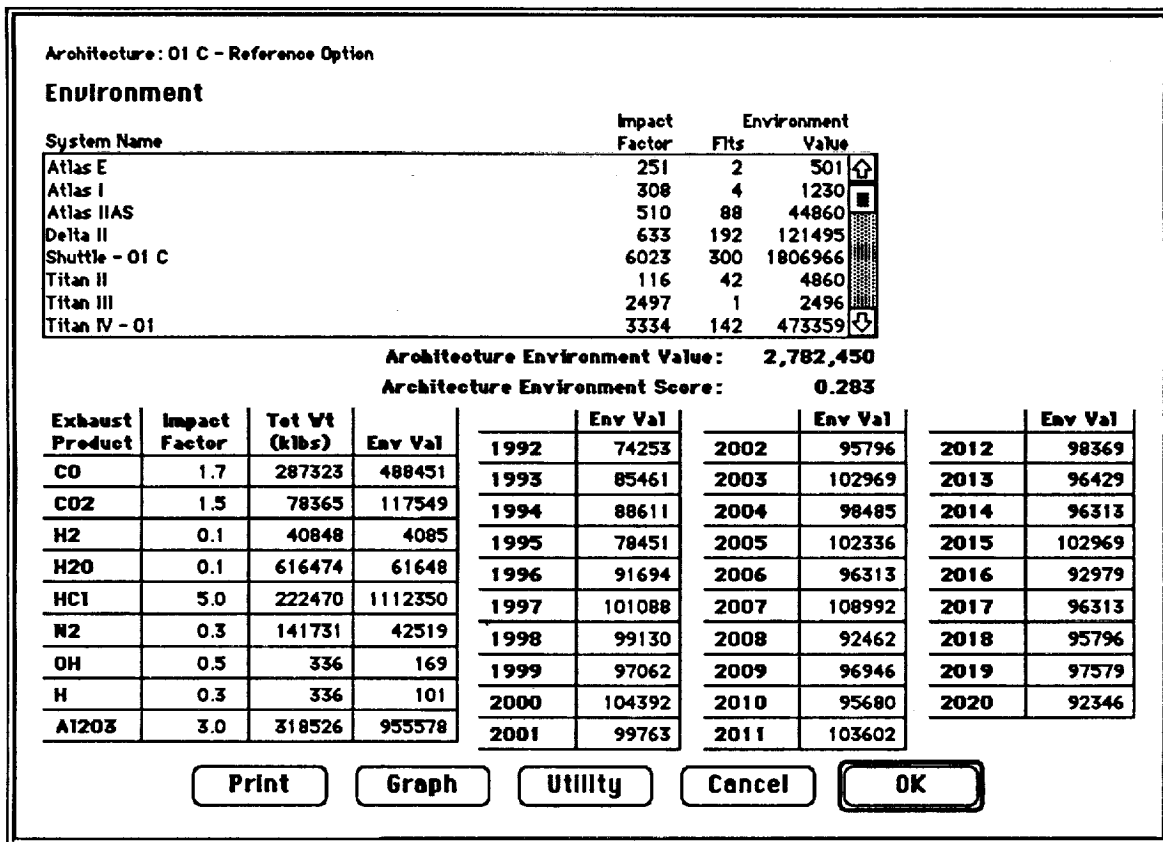 Architecture: 01 C - Reference Option
Environment
Impact Environment
System Name Factor Flts Value
Atlas E 251 2 501
Atlas I 308 4 1230
Atlas IIAS 510 88 44860
Delta II 633 192 121495
Shuttle - 01 C 6023 300 1806966
Titan II 116 42 4860
Titan III 2497 1 2496
Titan IV - 01 3334 142 473359
Architecture Environment Value: 2,782,450
Architecture Environment Score: 0.283
Exhaust Impact Tot Wt
Product Factor (klbs) Env Val
CO 1.7 287323 488451
CO2 1.5 78365 117549
H2 0.1 40848 4085
H2O 0.1 616474 61648
HCl 5.0 222470 1112350
N2 0.3 141731 42519
OH 0.5 336 169
H 0.3 336 101
Al2O3 3.0 318526 955578
Env Val
1992 74253
1993 85461
1994 88611
1995 78451
1996 91694
1997 101088
1998 99130
1999 97062
2000 104392
2001 99763
Env Val
2002 95796
2003 102969
2004 98485
2005 102336
2006 96313
2007 108992
2008 92462
2009 96946
2010 95680
2011 103602
Env Val
2012 98369
2013 96429
2014 96313
2015 102969
2016 92979
2017 96313
2018 95796
2019 97579
2020 92346
Print Graph Utility Cancel OK